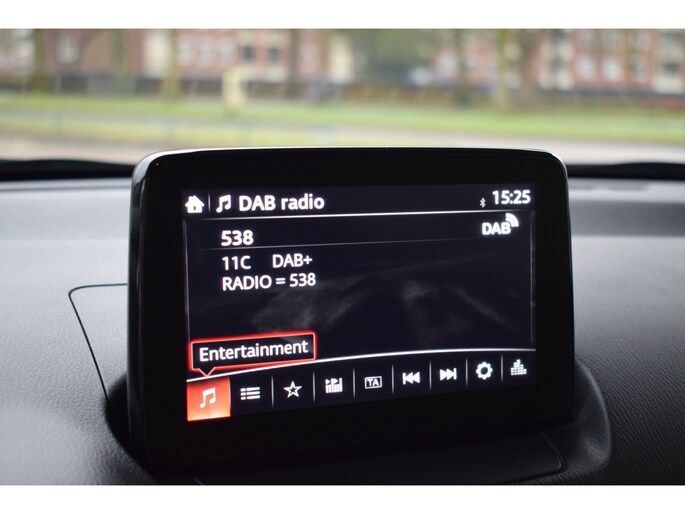 DAB radio 15:25
538 DAB
11C DAB+
RADIO = 538
Entertainment
TA